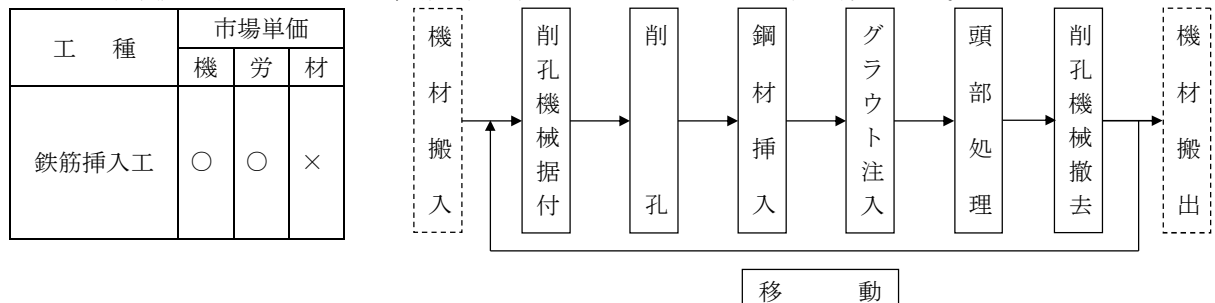 工種 市場単価
機 労 材
鉄筋挿入工 ○ ○ ×
機材搬入
削孔機械据付
削孔
鋼材挿入
グラウト注入
頭部処理
削孔機械撤去
機材搬出
移動